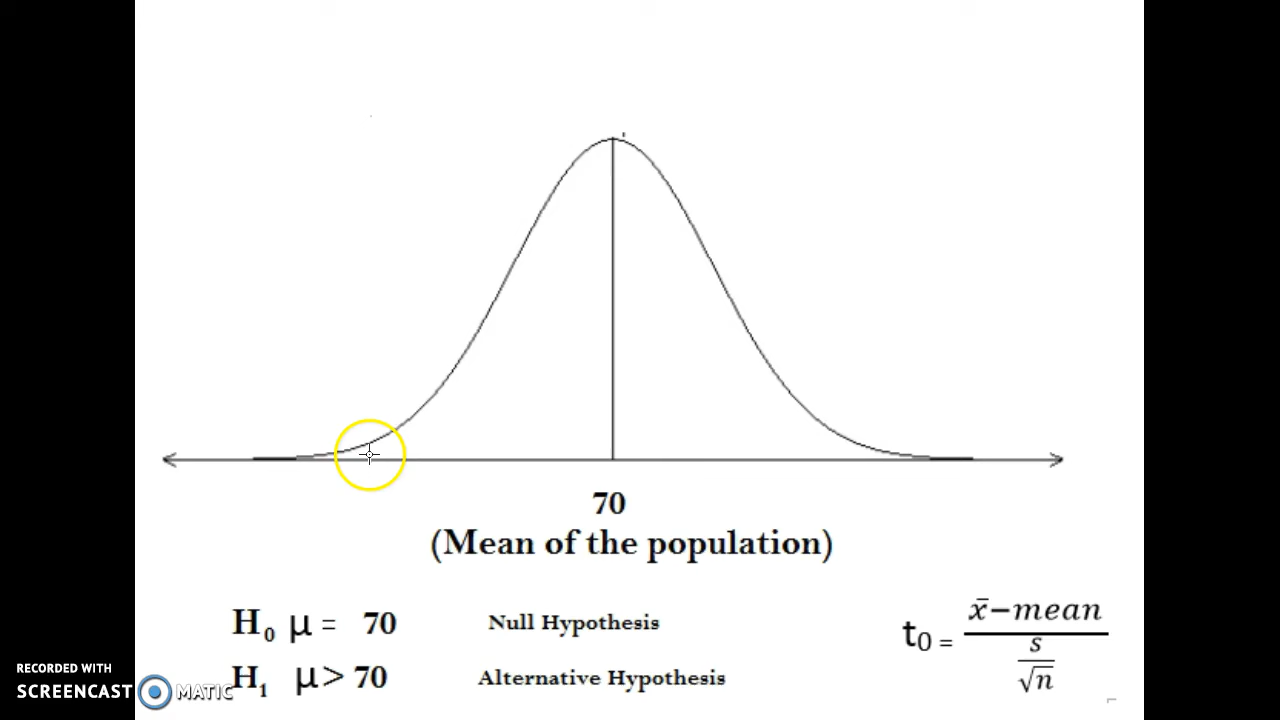 70
(Mean of the population)
H₀ μ = 70 Null Hypothesis
H₁ μ > 70 Alternative Hypothesis
t₀ = (x̄−mean)/(s/√n)
RECORDED WITH
SCREENCAST MATIC